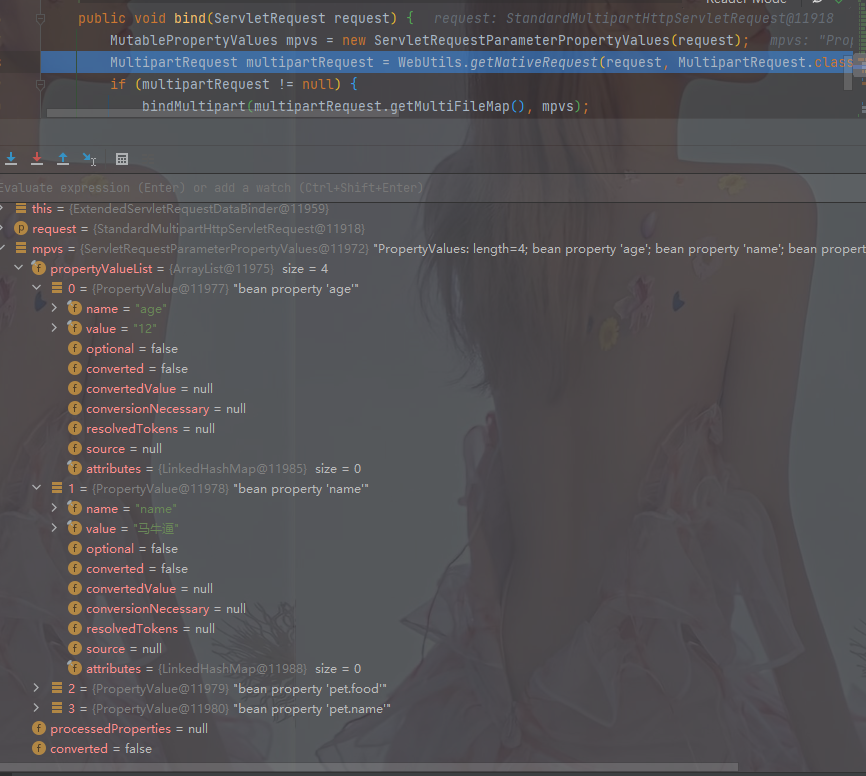 Reader Mode
public void bind(ServletRequest request) { request: StandardMultipartHttpServletRequest@11918
MutablePropertyValues mpvs = new ServletRequestParameterPropertyValues(request); mpvs: "Prop
MultipartRequest multipartRequest = WebUtils.getNativeRequest(request, MultipartRequest.class
if (multipartRequest != null) {
bindMultipart(multipartRequest.getMultiFileMap(), mpvs);
Evaluate expression (Enter) or add a watch (Ctrl+Shift+Enter)
this = {ExtendedServletRequestDataBinder@11959}
request = {StandardMultipartHttpServletRequest@11918}
mpvs = {ServletRequestParameterPropertyValues@11972} "PropertyValues: length=4; bean property 'age'; bean property 'name'; bean propert
propertyValueList = {ArrayList@11975} size = 4
0 = {PropertyValue@11977} "bean property 'age'"
name = "age"
value = "12"
optional = false
converted = false
convertedValue = null
conversionNecessary = null
resolvedTokens = null
source = null
attributes = {LinkedHashMap@11985} size = 0
1 = {PropertyValue@11978} "bean property 'name'"
name = "name"
value = "马牛逼"
optional = false
converted = false
convertedValue = null
conversionNecessary = null
resolvedTokens = null
source = null
attributes = {LinkedHashMap@11988} size = 0
2 = {PropertyValue@11979} "bean property 'pet.food'"
3 = {PropertyValue@11980} "bean property 'pet.name'"
processedProperties = null
converted = false